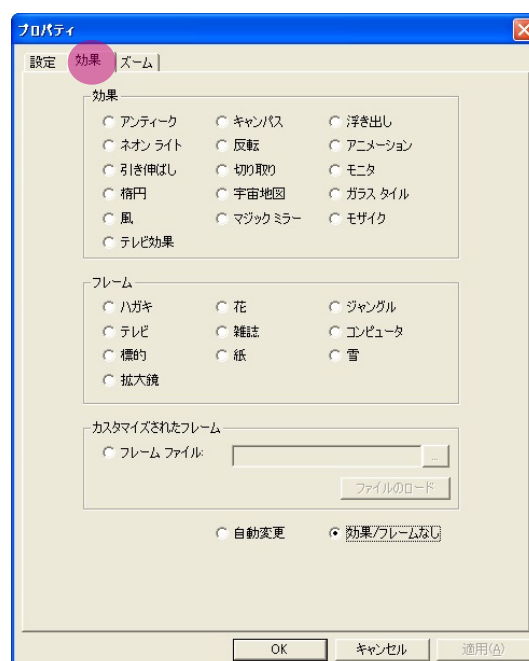 プロパティ
設定 効果 ズーム
効果
アンティーク キャンパス 浮き出し
ネオン ライト 反転 アニメーション
引き伸ばし 切り取り モニタ
楕円 宇宙地図 ガラス タイル
風 マジック ミラー モザイク
テレビ効果
フレーム
ハガキ 花 ジャングル
テレビ 雑誌 コンピュータ
標的 紙 雪
拡大鏡
カスタマイズされたフレーム
フレーム ファイル: ...
ファイルのロード
自動変更 効果/フレームなし
OK キャンセル 適用(A)